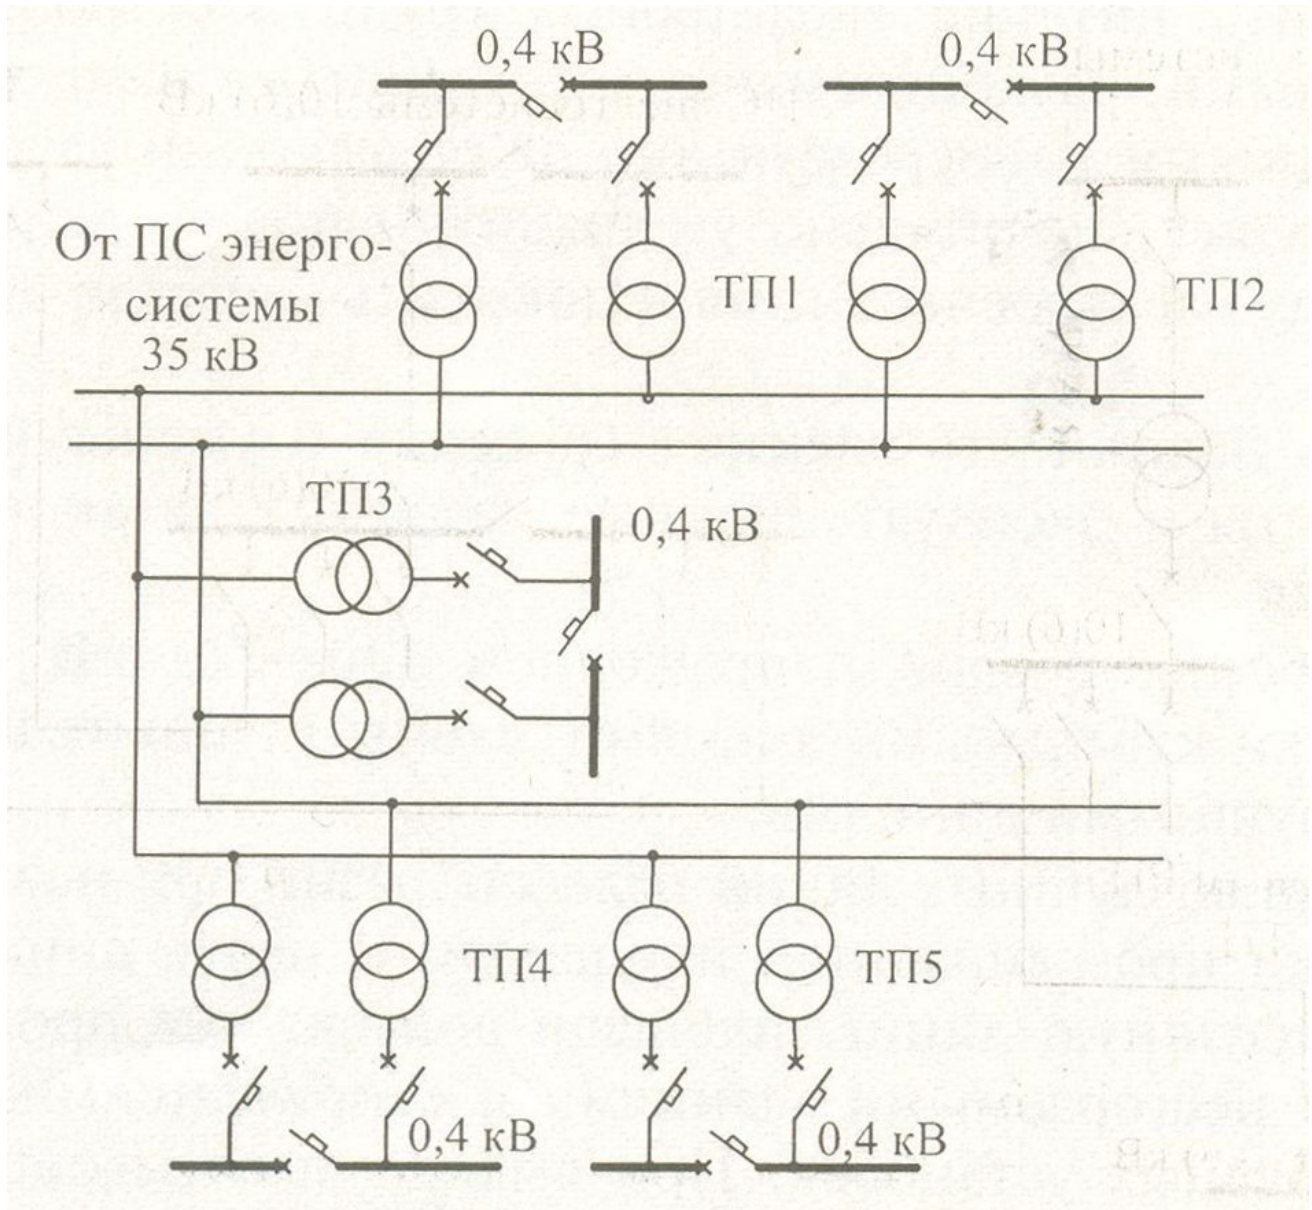 0,4 кВ
0,4 кВ
От ПС энерго-
системы
35 кВ
ТП1
ТП2
ТП3
0,4 кВ
ТП4
ТП5
0,4 кВ
0,4 кВ